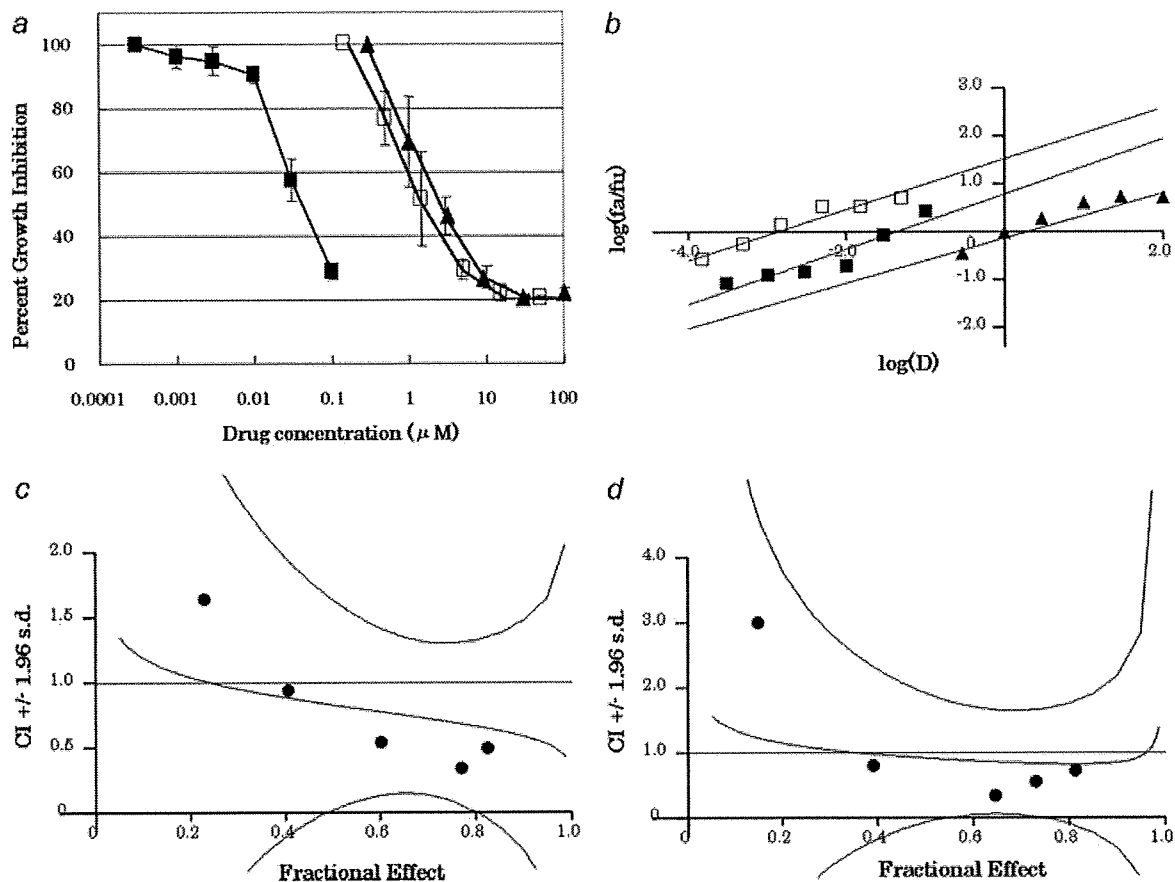 a
Percent Growth Inhibition
100
80
60
40
20
0
0.0001 0.001 0.01 0.1 1 10 100
Drug concentration (μM)
b
log(fa/fu)
3.0
2.0
1.0
0
-1.0
-2.0
-4.0 -2.0 2.0
log(D)
c
CI +/- 1.96 s.d.
2.0
1.5
1.0
0.5
0
0 0.2 0.4 0.6 0.8 1.0
Fractional Effect
d
CI +/- 1.96 s.d.
4.0
3.0
2.0
1.0
0
0 0.2 0.4 0.6 0.8 1.0
Fractional Effect